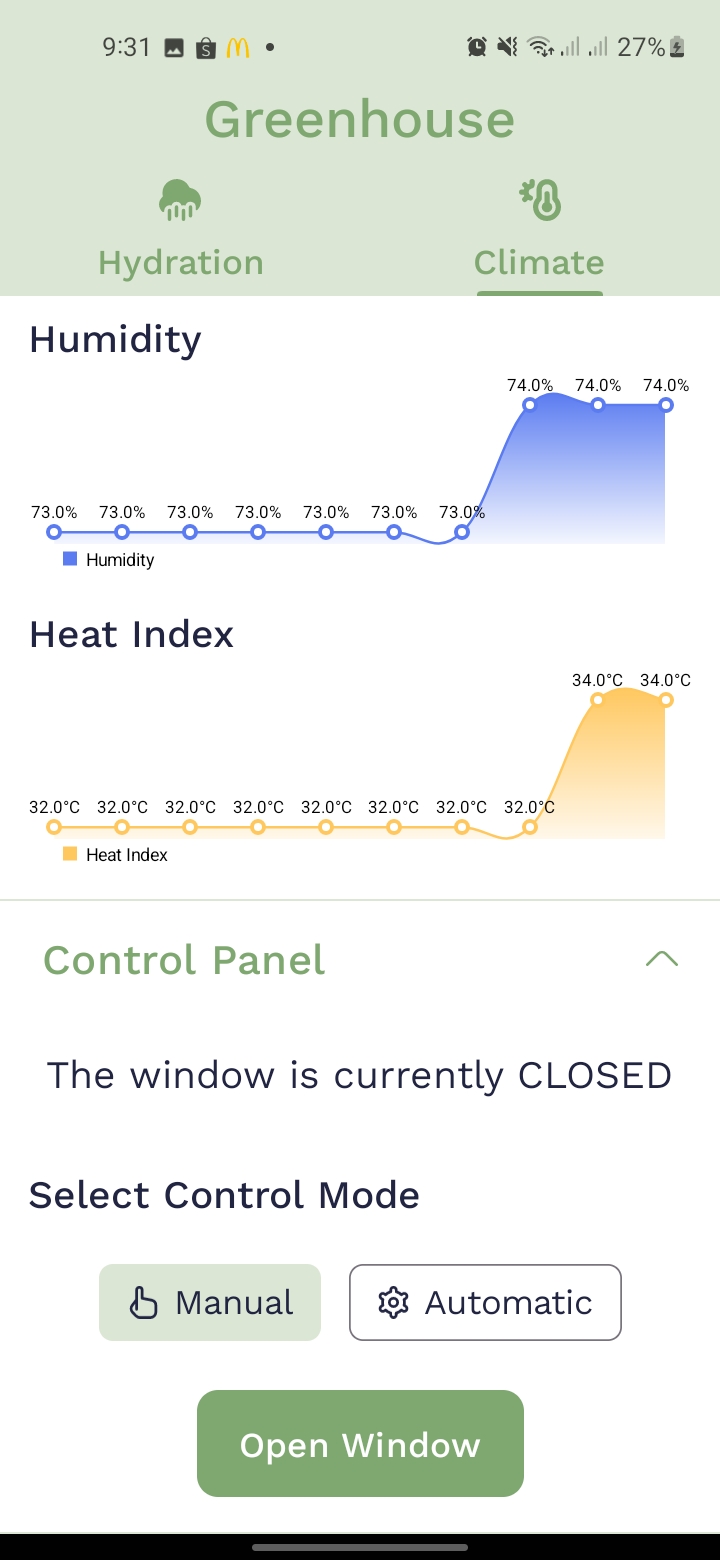 9:31 S 27%
Greenhouse
Hydration Climate
Humidity
74.0% 74.0% 74.0%
73.0% 73.0% 73.0% 73.0% 73.0% 73.0% 73.0%
Humidity
Heat Index
34.0°C 34.0°C
32.0°C 32.0°C 32.0°C 32.0°C 32.0°C 32.0°C 32.0°C 32.0°C
Heat Index
Control Panel
The window is currently CLOSED
Select Control Mode
Manual Automatic
Open Window